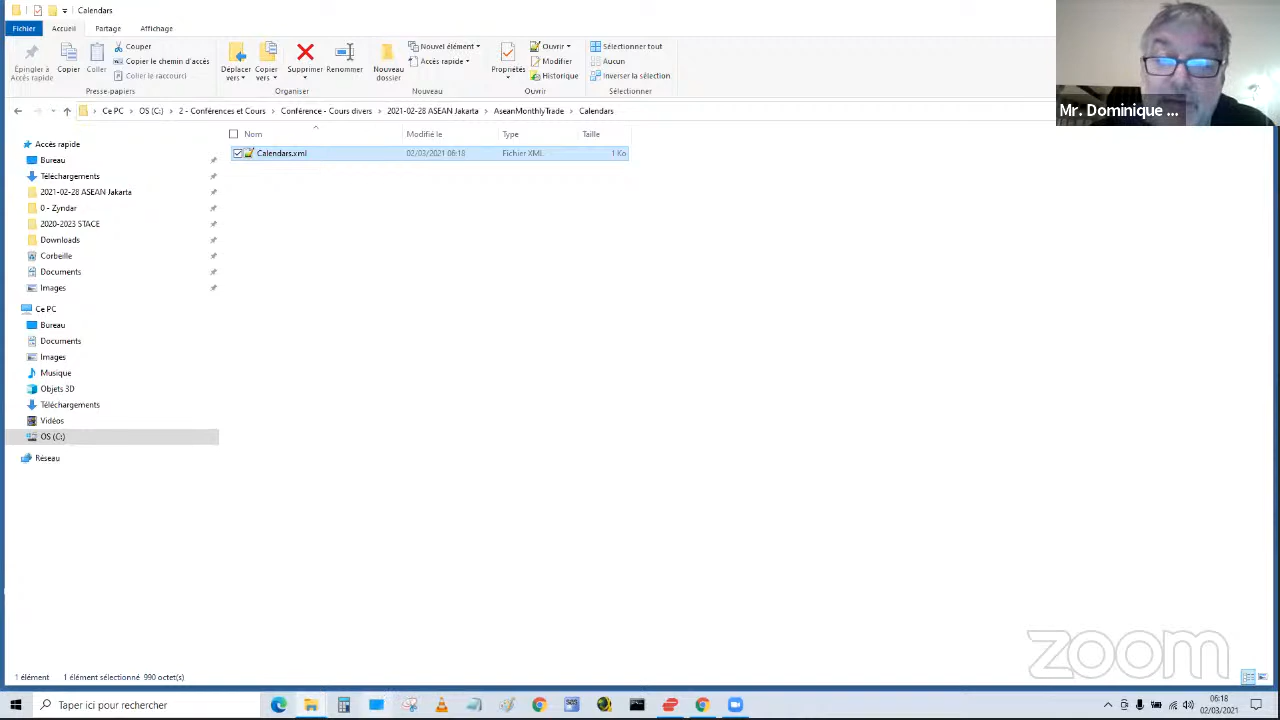 Calendars
Fichier Accueil Partage Affichage
Épingler à Accès rapide
Copier
Coller
Couper
Copier le chemin d'accès
Coller le raccourci
Presse-papiers
Déplacer vers
Copier vers
Supprimer
Renommer
Organiser
Nouveau dossier
Nouvel élément
Accès rapide
Nouveau
Propriétés
Ouvrir
Modifier
Historique
Ouvrir
Sélectionner tout
Aucun
Inverser la sélection
Sélectionner
Mr. Dominique ...
Ce PC > OS (C:) > 2 - Conférences et Cours > Conférence - Cours divers > 2021-02-28 ASEAN Jakarta > AseanMonthlyTrade > Calendars
Nom Modifié le Type Taille
Calendars.xml 02/03/2021 06:18 Fichier XML 1 Ko
Accès rapide
Bureau
Téléchargements
2021-02-28 ASEAN Jakarta
0 - Zyndar
2020-2023 STACE
Downloads
Corbeille
Documents
Images
Ce PC
Bureau
Documents
Images
Musique
Objets 3D
Téléchargements
Vidéos
OS (C:)
Réseau
zoom
1 élément 1 élément sélectionné 990 octet(s)
Taper ici pour rechercher
06:18
02/03/2021